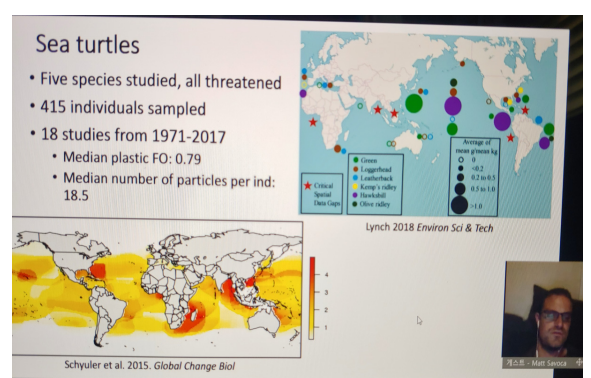 Sea turtles
• Five species studied, all threatened
• 415 individuals sampled
• 18 studies from 1971-2017
• Median plastic FO: 0.79
• Median number of particles per ind:
18.5
Critical
Spatial
Data Gaps
Green
Loggerhead
Leatherback
Kemp's ridley
Hawksbill
Olive ridley
Average of
mean g/mean kg
0
<0.2
0.2 to 0.5
0.5 to 1.0
>1.0
Lynch 2018 Environ Sci & Tech
4
3
2
1
Schyuler et al. 2015. Global Change Biol
게스트 - Matt Savoca